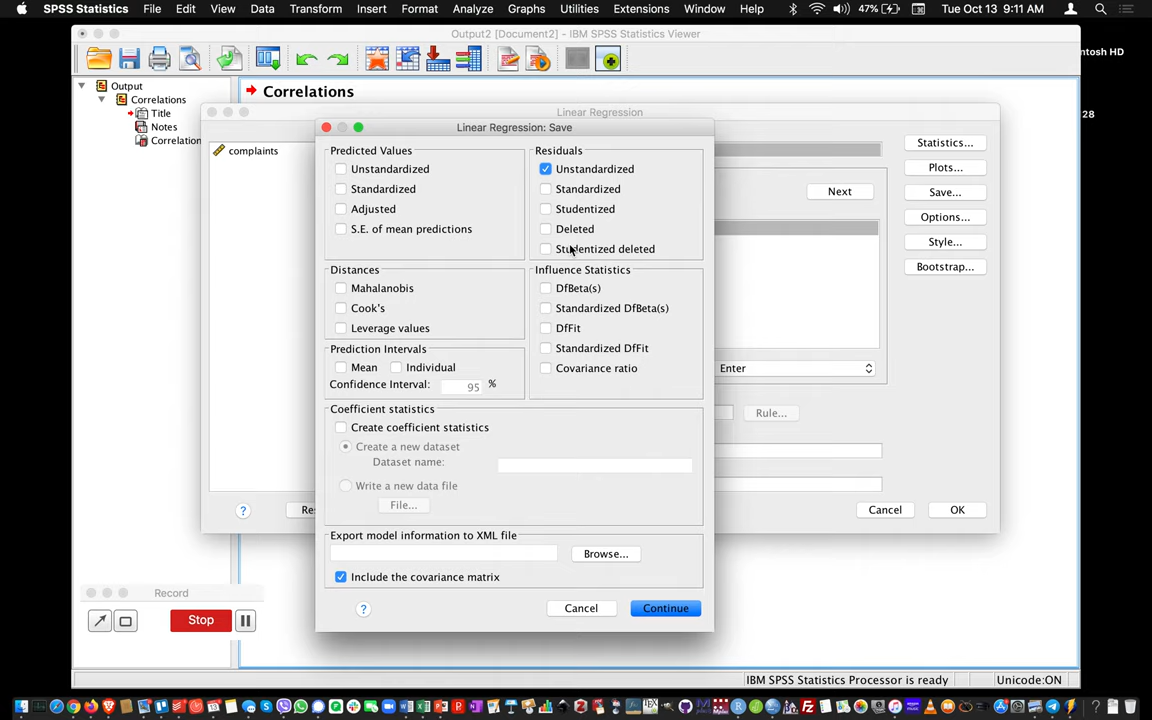 SPSS Statistics File Edit View Data Transform Insert Format Analyze Graphs Utilities Extensions Window Help 47% Tue Oct 13 9:11 AM
Output2 [Document2] - IBM SPSS Statistics Viewer
tosh HD
Output
Correlations
Title
Notes
Correlation
Correlations
28
Linear Regression
complaints
Statistics...
Plots...
Save...
Options...
Style...
Bootstrap...
Next
Enter
Rule...
Res
Cancel
OK
Linear Regression: Save
Predicted Values
Unstandardized
Standardized
Adjusted
S.E. of mean predictions
Residuals
Unstandardized
Standardized
Studentized
Deleted
Studentized deleted
Distances
Mahalanobis
Cook's
Leverage values
Influence Statistics
DfBeta(s)
Standardized DfBeta(s)
DfFit
Standardized DfFit
Covariance ratio
Prediction Intervals
Mean Individual
Confidence Interval: 95 %
Coefficient statistics
Create coefficient statistics
Create a new dataset
Dataset name:
Write a new data file
File...
Export model information to XML file
Browse...
Include the covariance matrix
? Cancel Continue
?
Record
Stop
IBM SPSS Statistics Processor is ready Unicode:ON